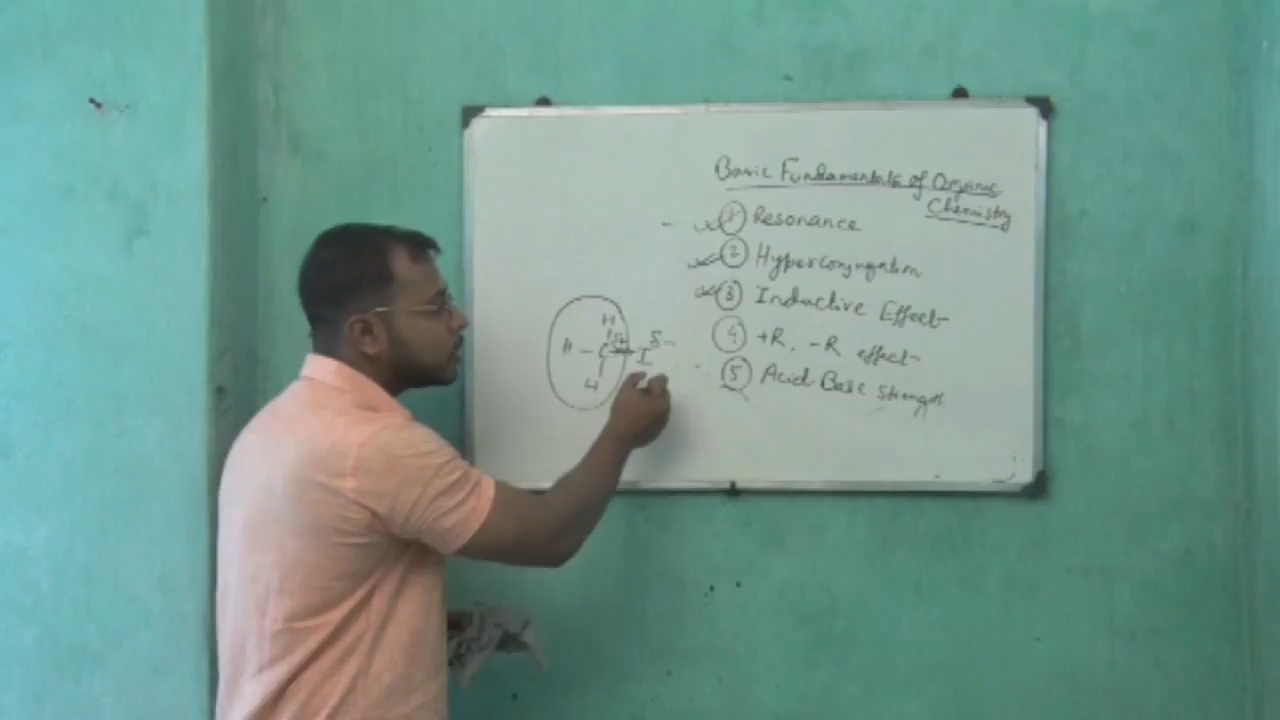 Basic Fundamentals of Organic
Chemistry
① Resonance
② Hyperconjugation
③ Inductive Effect
④ +R, -R effect
⑤ Acid-Base Strength
H
H - C I δ-
H